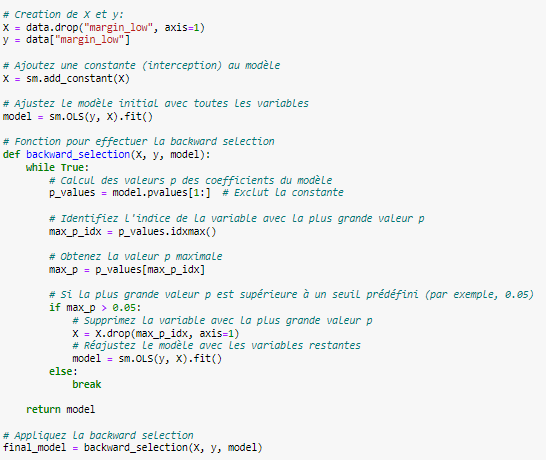 # Creation de X et y:
X = data.drop("margin_low", axis=1)
y = data["margin_low"]

# Ajoutez une constante (interception) au modèle
X = sm.add_constant(X)

# Ajustez le modèle initial avec toutes les variables
model = sm.OLS(y, X).fit()

# Fonction pour effectuer la backward selection
def backward_selection(X, y, model):
    while True:
        # Calcul des valeurs p des coefficients du modèle
        p_values = model.pvalues[1:]  # Exclut la constante

        # Identifiez l'indice de la variable avec la plus grande valeur p
        max_p_idx = p_values.idxmax()

        # Obtenez la valeur p maximale
        max_p = p_values[max_p_idx]

        # Si la plus grande valeur p est supérieure à un seuil prédéfini (par exemple, 0.05)
        if max_p > 0.05:
            # Supprimez la variable avec la plus grande valeur p
            X = X.drop(max_p_idx, axis=1)
            # Réajustez le modèle avec les variables restantes
            model = sm.OLS(y, X).fit()
        else:
            break

    return model

# Appliquez la backward selection
final_model = backward_selection(X, y, model)